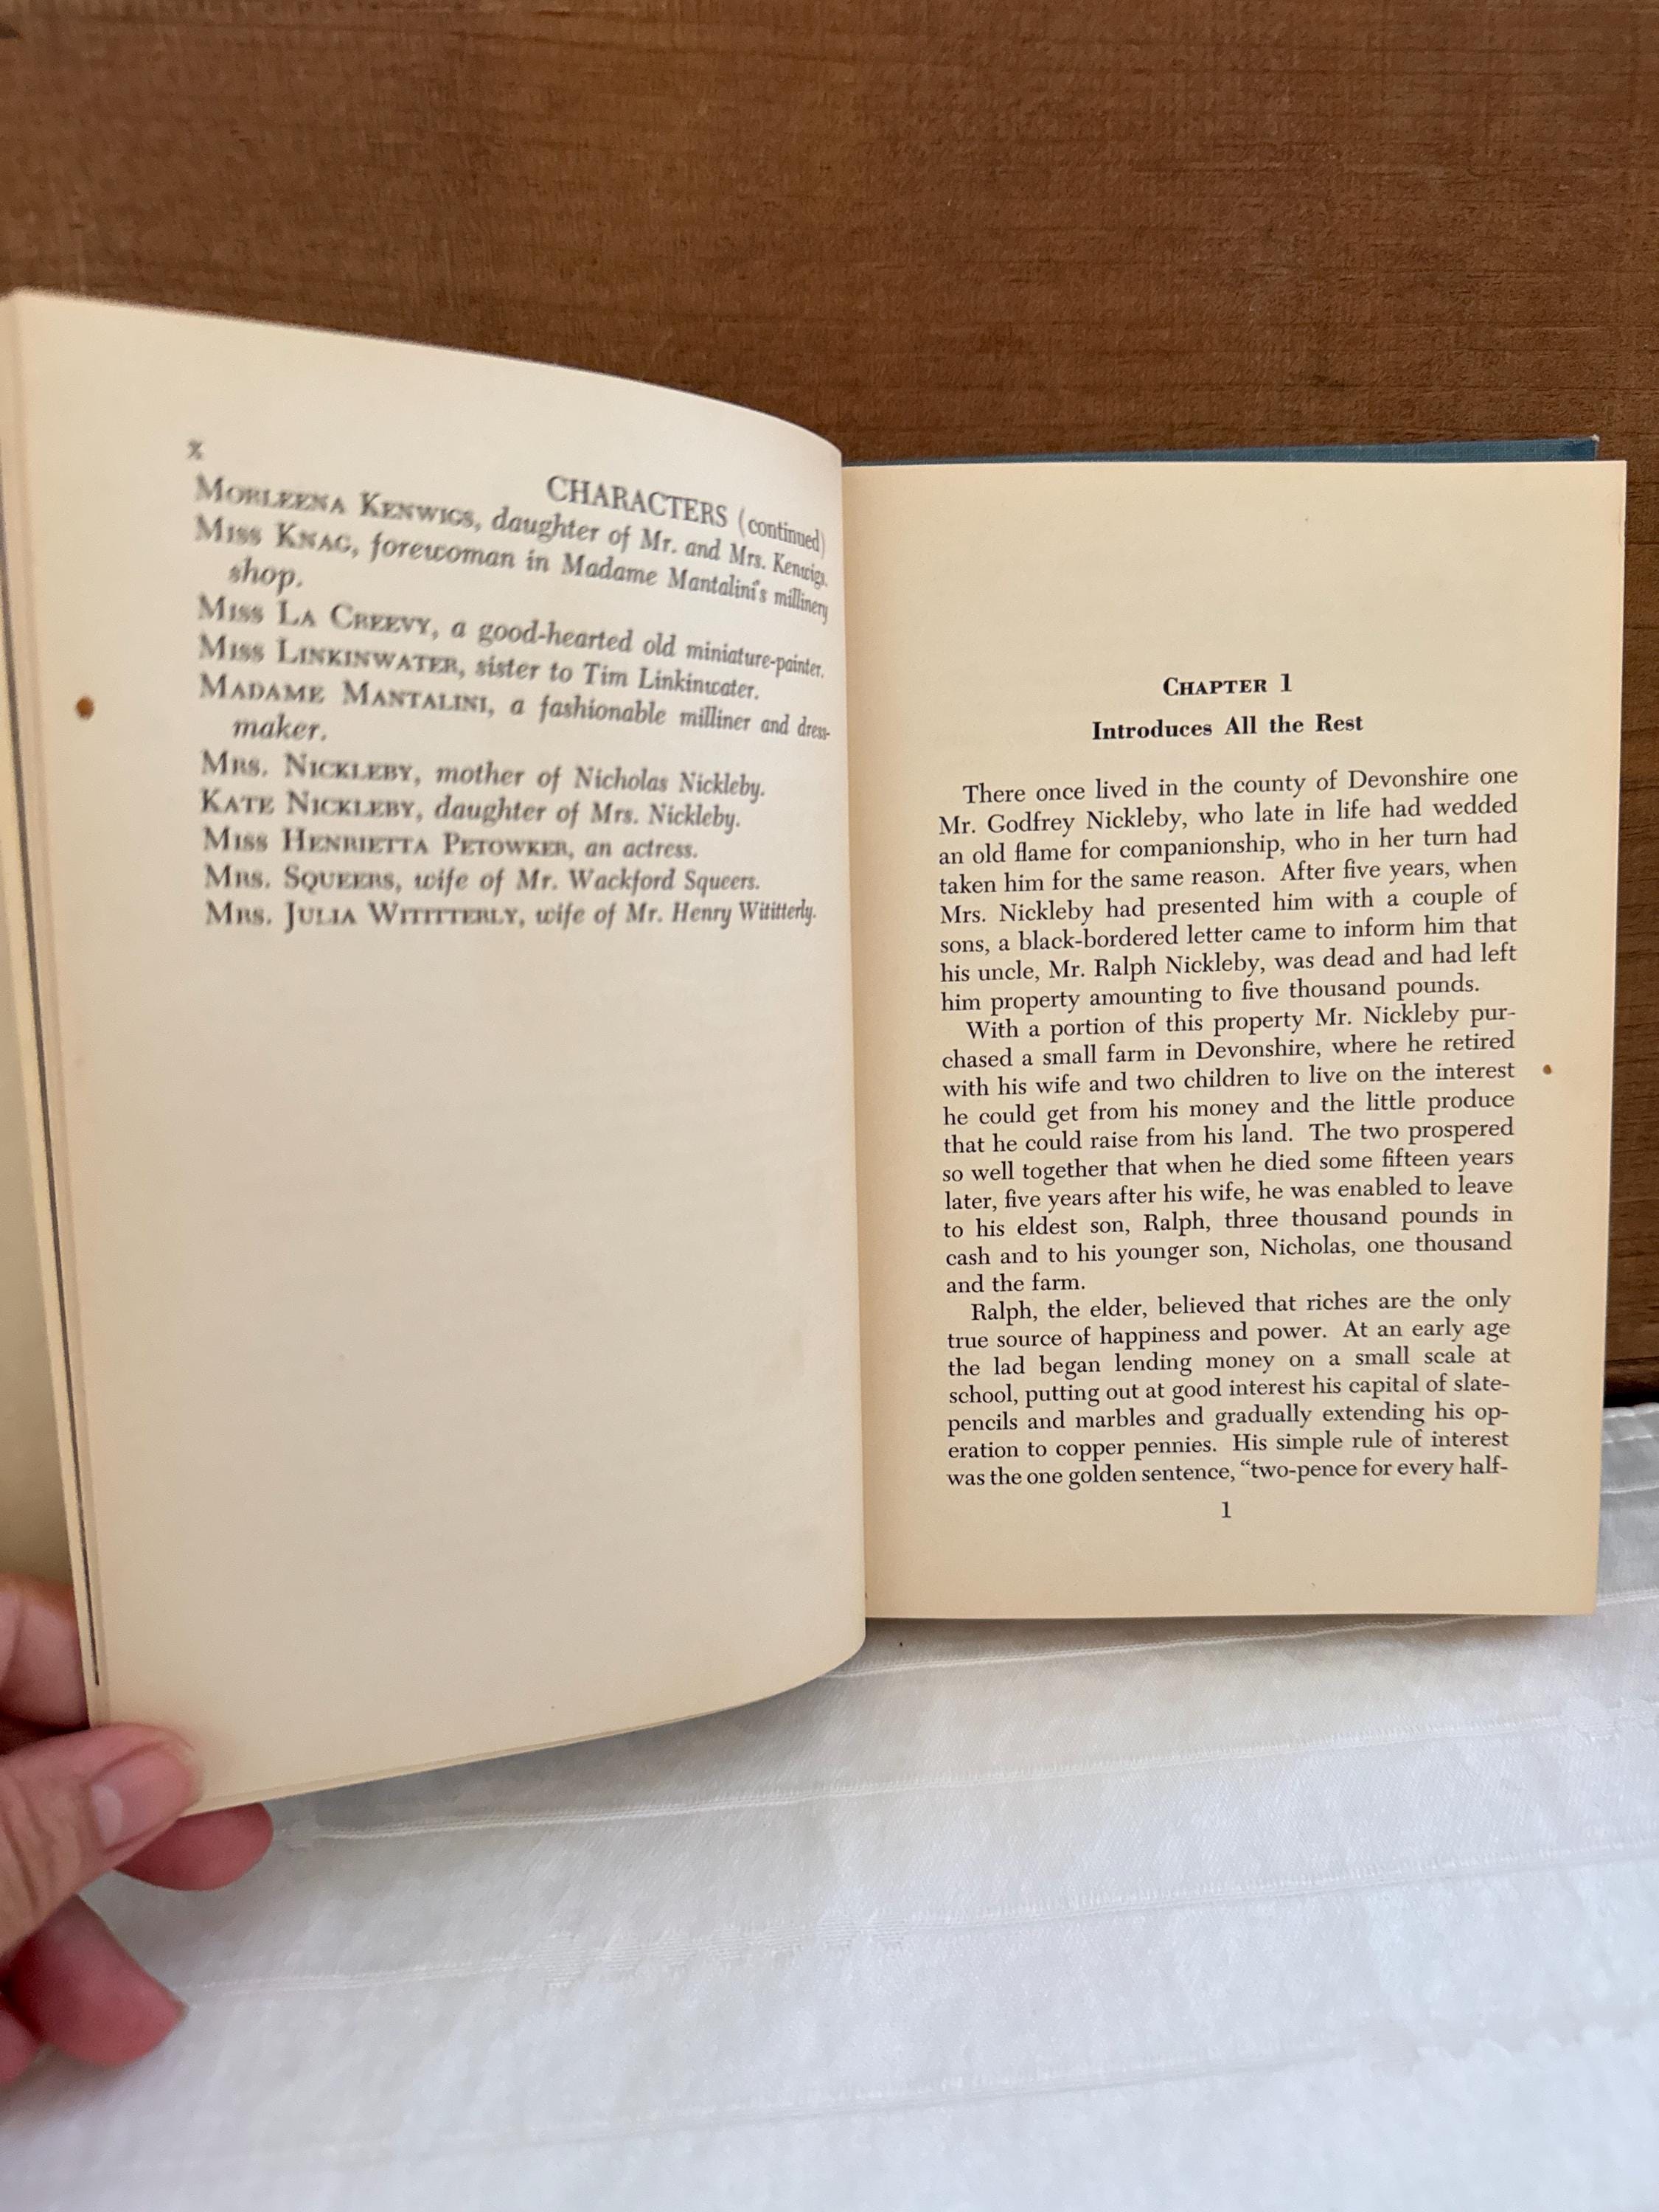 x
CHARACTERS (continued)
MORLEENA KENWIGS, daughter of Mr. and Mrs. Kenwigs.
MISS KNAG, forewoman in Madame Mantalini's millinery
shop.
MISS LA CREEVY, a good-hearted old miniature-painter.
MISS LINKINWATER, sister to Tim Linkinwater.
MADAME MANTALINI, a fashionable milliner and dress-
maker.
MRS. NICKLEBY, mother of Nicholas Nickleby.
KATE NICKLEBY, daughter of Mrs. Nickleby.
MISS HENRIETTA PETOWKER, an actress.
MRS. SQUEERS, wife of Mr. Wackford Squeers.
MRS. JULIA WITITTERLY, wife of Mr. Henry Wititterly.
CHAPTER 1
Introduces All the Rest
There once lived in the county of Devonshire one
Mr. Godfrey Nickleby, who late in life had wedded
an old flame for companionship, who in her turn had
taken him for the same reason. After five years, when
Mrs. Nickleby had presented him with a couple of
sons, a black-bordered letter came to inform him that
his uncle, Mr. Ralph Nickleby, was dead and had left
him property amounting to five thousand pounds.
With a portion of this property Mr. Nickleby pur-
chased a small farm in Devonshire, where he retired
with his wife and two children to live on the interest
he could get from his money and the little produce
that he could raise from his land. The two prospered
so well together that when he died some fifteen years
later, five years after his wife, he was enabled to leave
to his eldest son, Ralph, three thousand pounds in
cash and to his younger son, Nicholas, one thousand
and the farm.
Ralph, the elder, believed that riches are the only
true source of happiness and power. At an early age
the lad began lending money on a small scale at
school, putting out at good interest his capital of slate-
pencils and marbles and gradually extending his op-
eration to copper pennies. His simple rule of interest
was the one golden sentence, “two-pence for every half-
1